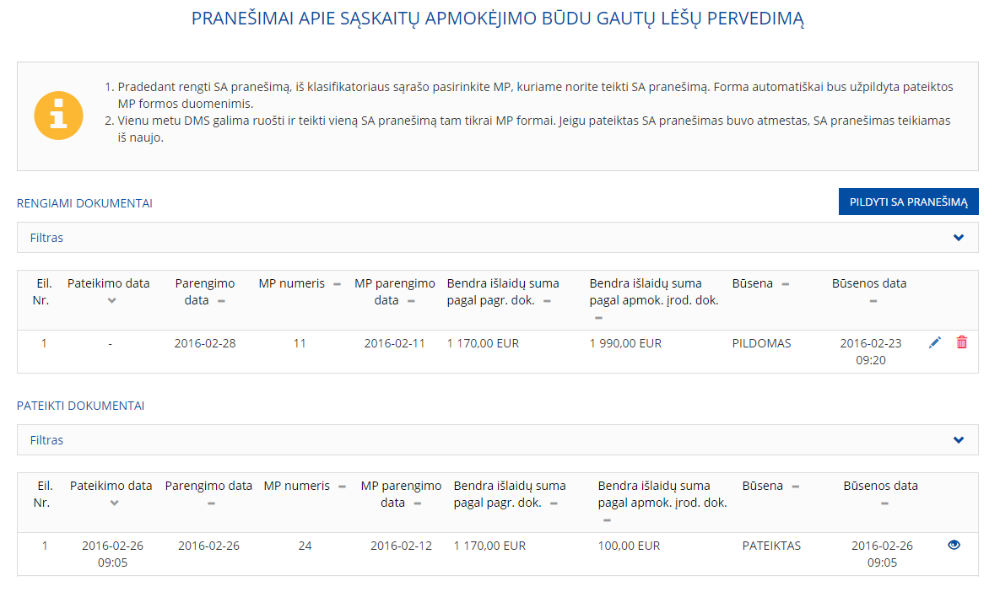 PRANEŠIMAI APIE SĄSKAITŲ APMOKĖJIMO BŪDU GAUTŲ LĖŠŲ PERVEDIMĄ
1. Pradedant rengti SA pranešimą, iš klasifikatoriaus sąrašo pasirinkite MP, kuriame norite teikti SA pranešimą. Forma automatiškai bus užpildyta pateiktos
MP formos duomenimis.
2. Vienu metu DMS galima ruošti ir teikti vieną SA pranešimą tam tikrai MP formai. Jeigu pateiktas SA pranešimas buvo atmestas, SA pranešimas teikiamas
iš naujo.
RENGIAMI DOKUMENTAI
PILDYTI SA PRANEŠIMĄ
Filtras
Eil. Pateikimo data Parengimo MP numeris MP parengimo Bendra išlaidų suma Bendra išlaidų suma Būsena Būsenos data
Nr. data data pagal pagr. dok. pagal apmok. įrod. dok.
1 - 2016-02-28 11 2016-02-11 1 170,00 EUR 1 990,00 EUR PILDOMAS 2016-02-23
09:20
PATEIKTI DOKUMENTAI
Filtras
Eil. Pateikimo data Parengimo data MP numeris MP parengimo Bendra išlaidų suma Bendra išlaidų suma Būsena Būsenos data
Nr. data pagal pagr. dok. pagal apmok. įrod. dok.
1 2016-02-26 2016-02-26 24 2016-02-12 1 170,00 EUR 100,00 EUR PATEIKTAS 2016-02-26
09:05 09:05